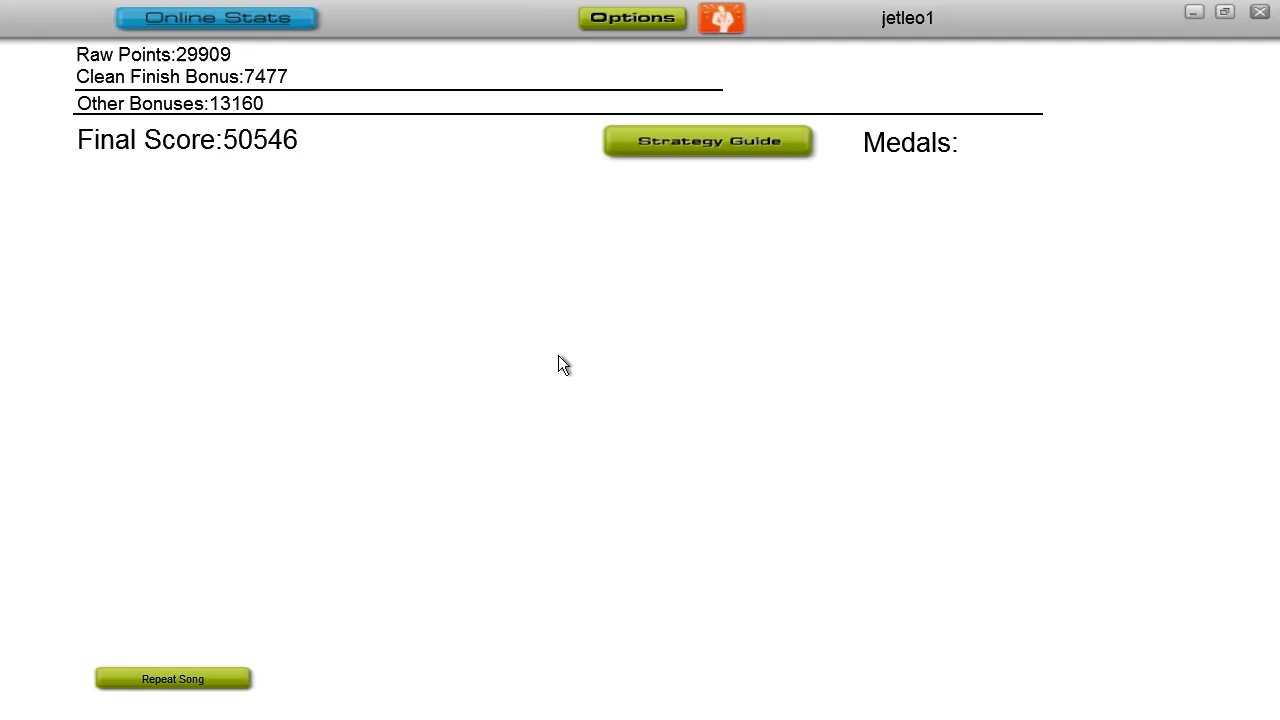 Online Stats
Options
jetleo1
Raw Points:29909
Clean Finish Bonus:7477
Other Bonuses:13160
Final Score:50546
Strategy Guide
Medals:
Repeat Song